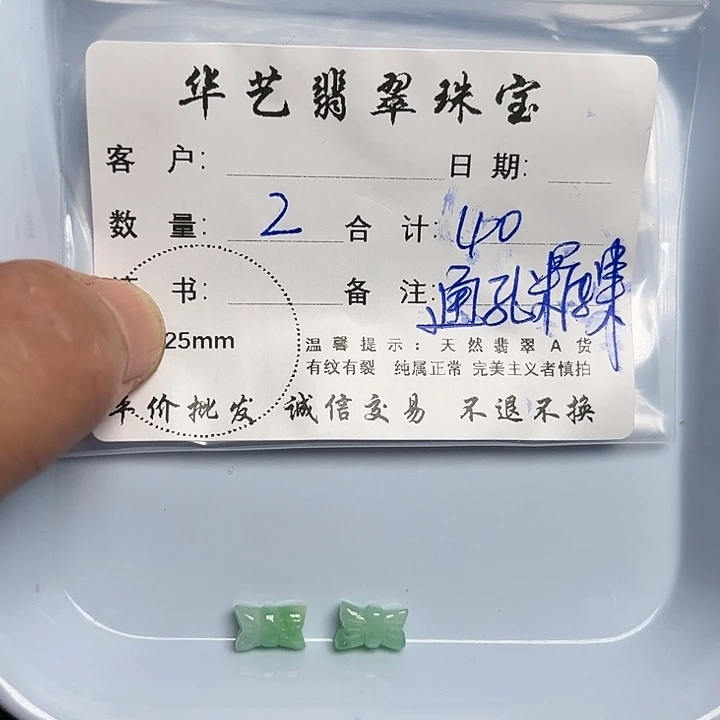 华艺翡翠珠宝
客 户: 日 期:
数 量: 2 合 计: 40
书: 备 注: 通孔
25mm
温馨提示: 天然翡翠A货
有纹有裂 纯属正常 完美主义者慎拍
平价批发 诚信交易 不退不换